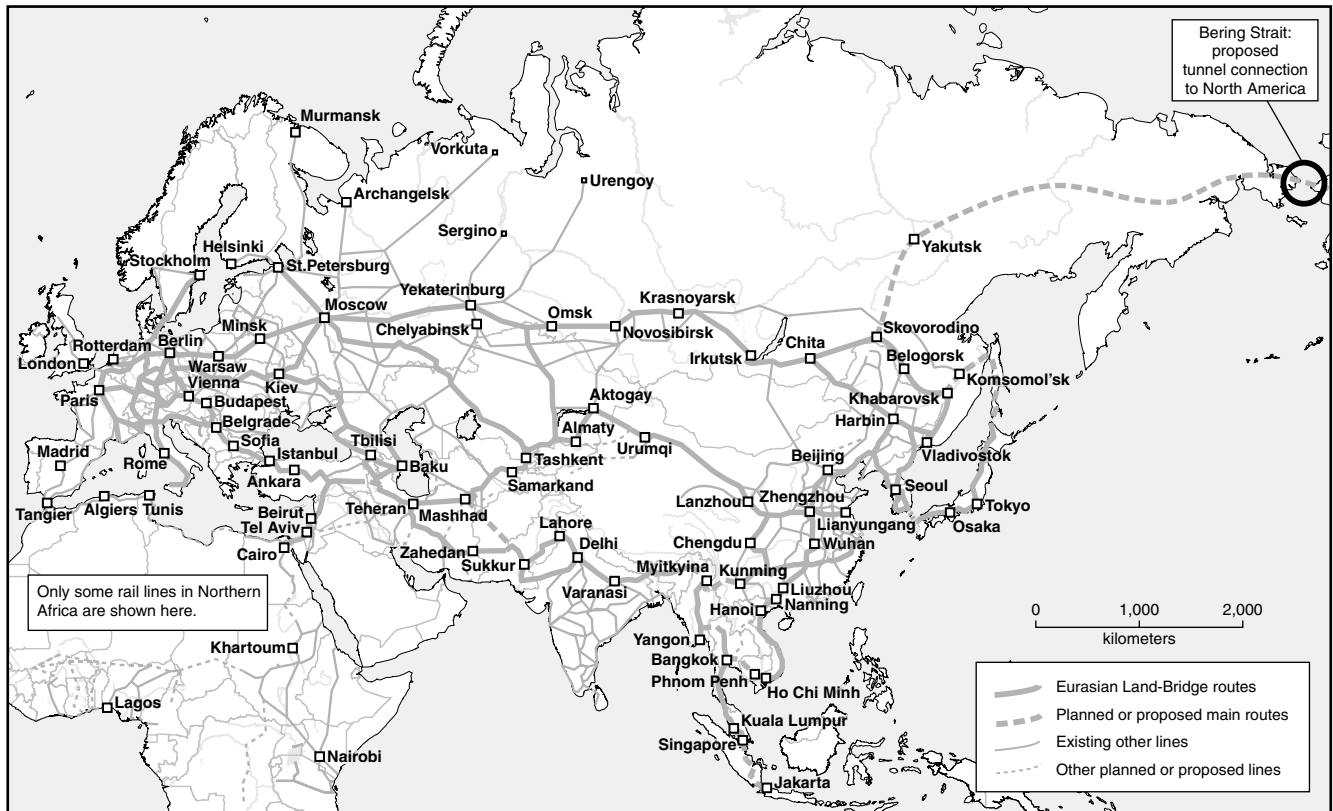 Bering Strait:
proposed
tunnel connection
to North America
Murmansk
Vorkuta
Urengoy
Archangelsk
Sergino
Yakutsk
Helsinki
Stockholm
St.Petersburg
Yekaterinburg
Krasnoyarsk
Moscow
Omsk
Skovorodino
Minsk
Chelyabinsk
Novosibirsk
Chita
Rotterdam
Berlin
Irkutsk
Belogorsk
London
Warsaw
Komsomol'sk
Vienna
Kiev
Paris
Budapest
Aktogay
Khabarovsk
Belgrade
Almaty
Harbin
Sofia
Tbilisi
Urumqi
Madrid
Istanbul
Beijing
Vladivostok
Rome
Baku
Tashkent
Ankara
Samarkand
Seoul
Tangier
Algiers
Tunis
Teheran
Mashhad
Lanzhou
Zhengzhou
Tokyo
Beirut
Lianyungang
Osaka
Tel Aviv
Lahore
Cairo
Zahedan
Delhi
Chengdu
Wuhan
Sukkur
Myitkyina
Kunming
Varanasi
Liuzhou
Nanning
Hanoi
Only some rail lines in Northern
Africa are shown here.
0 1,000 2,000
kilometers
Khartoum
Yangon
Bangkok
Phnom Penh
Ho Chi Minh
Lagos
Kuala Lumpur
Singapore
Nairobi
Jakarta
Eurasian Land-Bridge routes
Planned or proposed main routes
Existing other lines
Other planned or proposed lines